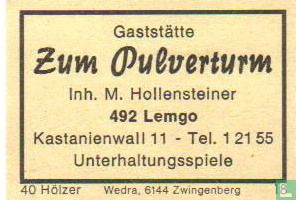 Gaststätte
Zum Pulverturm
Inh. M. Hollensteiner
492 Lemgo
Kastanienwall 11 - Tel. 1 21 55
Unterhaltungsspiele
40 Hölzer Wedra, 6144 Zwingenberg